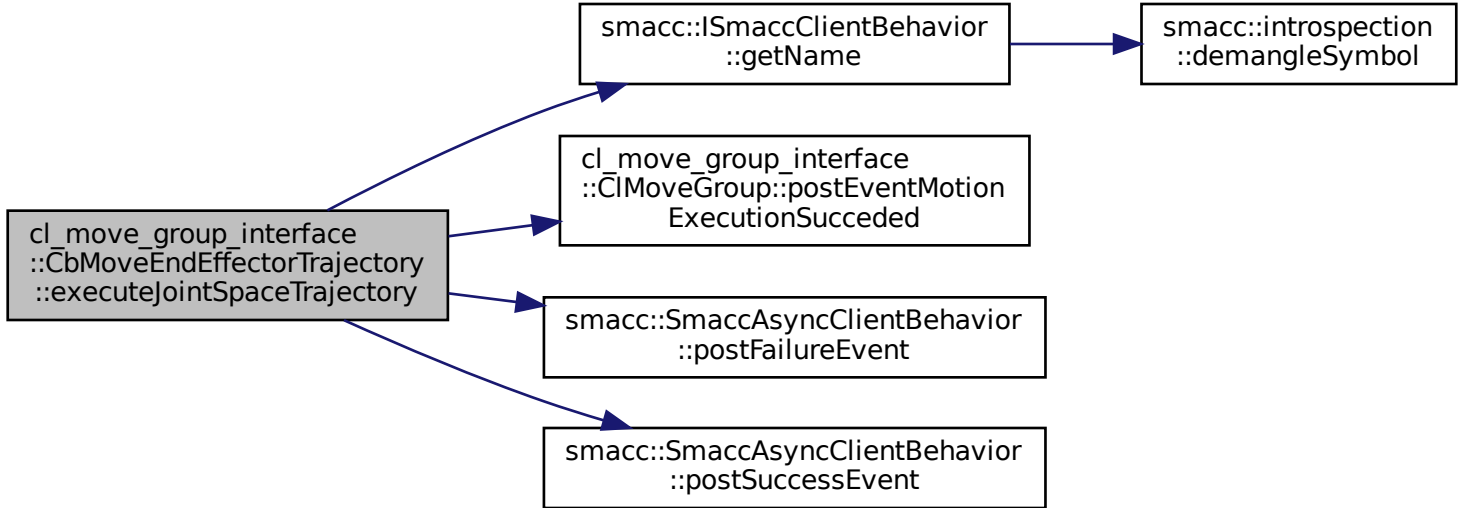 smacc::ISmaccClientBehavior
::getName
smacc::introspection
::demangleSymbol
cl_move_group_interface
::ClMoveGroup::postEventMotion
ExecutionSucceded
cl_move_group_interface
::CbMoveEndEffectorTrajectory
::executeJointSpaceTrajectory
smacc::SmaccAsyncClientBehavior
::postFailureEvent
smacc::SmaccAsyncClientBehavior
::postSuccessEvent